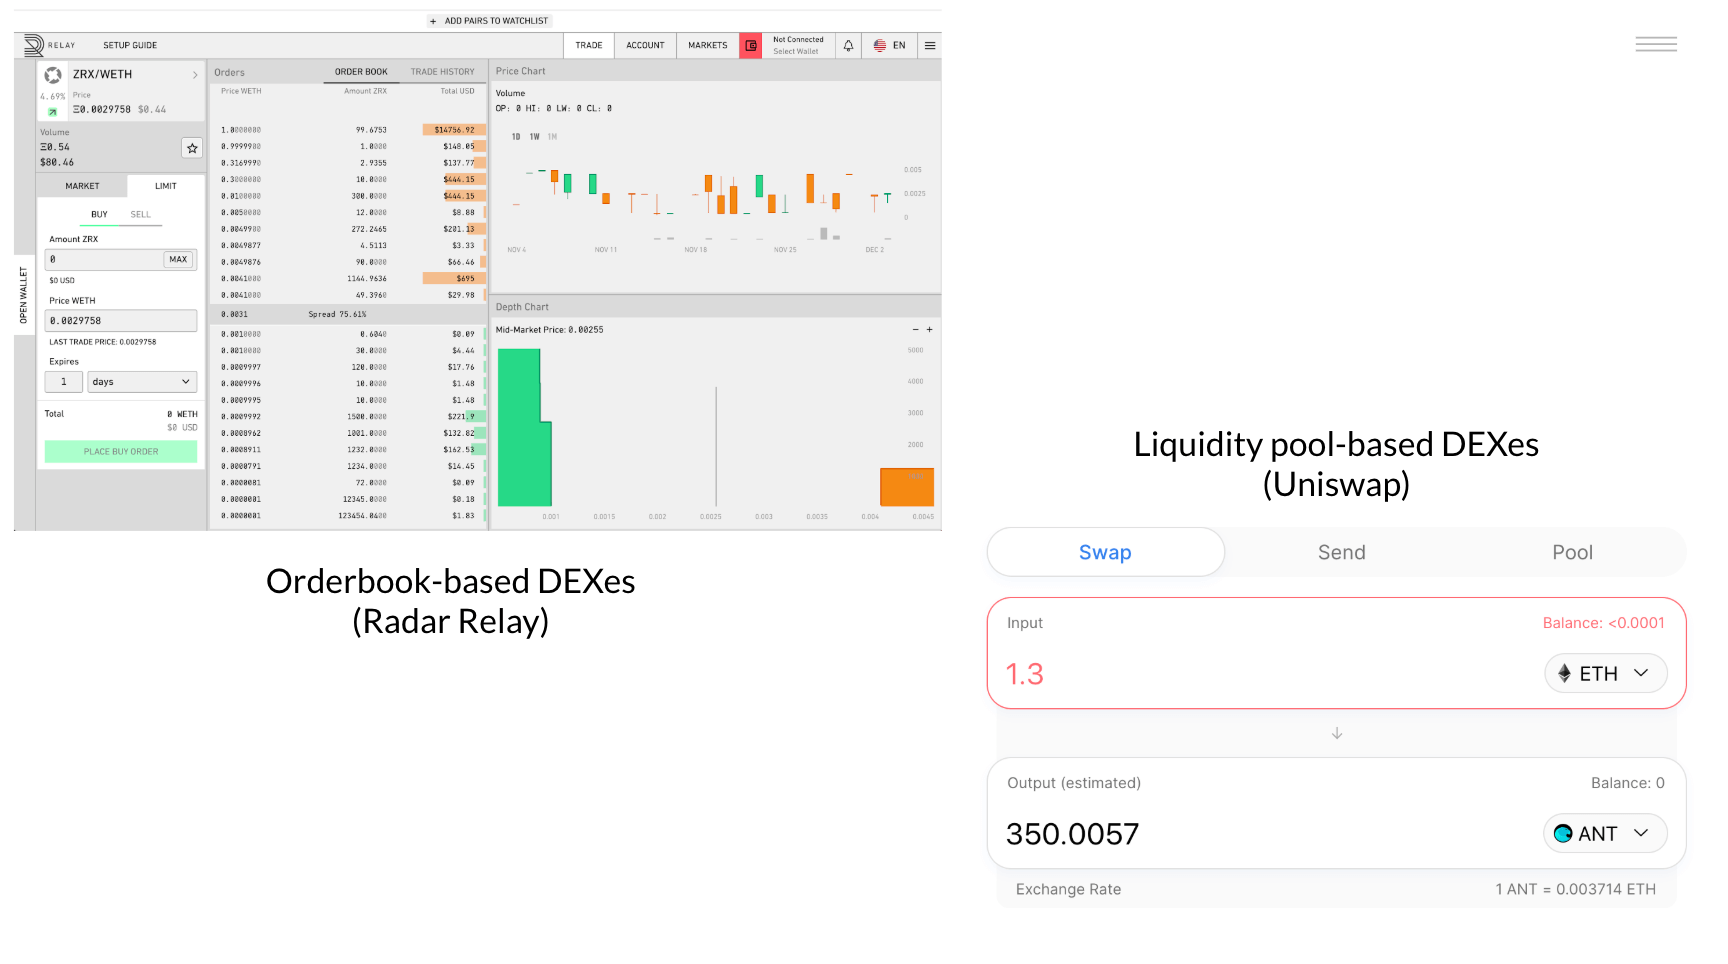 + ADD PAIRS TO WATCHLIST
RELAY SETUP GUIDE TRADE ACCOUNT MARKETS Not Connected EN
Select Wallet
ZRX/WETH
4.69% Price
Ξ0.0029758 $0.44
Volume
Ξ0.54
$80.46
MARKET LIMIT
BUY SELL
Amount ZRX
0 MAX
$0 USD
Price WETH
0.0029758
LAST TRADE PRICE: 0.0029758
Expires
1 days
Total 0 WETH
$0 USD
PLACE BUY ORDER
OPEN WALLET
Orders ORDER BOOK TRADE HISTORY
Price WETH Amount ZRX Total USD
1.0000000 99.6753 $14756.92
0.9999900 1.0000 $148.05
0.3169990 2.9355 $137.77
0.3000000 10.0000 $444.15
0.0100000 300.0000 $444.15
0.0050000 12.0000 $8.88
0.0049900 272.2465 $201.13
0.0049877 4.5113 $3.33
0.0049876 90.0000 $66.46
0.0041000 1144.9636 $695
0.0041000 49.3960 $29.98
0.0031 Spread 75.61%
0.0010000 0.6040 $0.09
0.0010000 30.0000 $4.44
0.0009997 120.0000 $17.76
0.0009996 10.0000 $1.48
0.0009995 10.0000 $1.48
0.0009992 1500.0000 $221.9
0.0008962 1001.0000 $132.82
0.0008911 1232.0000 $162.53
0.0000791 1234.0000 $14.45
0.0000081 72.0000 $0.09
0.0000001 12345.0000 $0.18
0.0000001 123454.0400 $1.83
Price Chart
Volume
OP: 0 HI: 0 LW: 0 CL: 0
1D 1W 1M
0.005
0.0025
0
NOV 4 NOV 11 NOV 18 NOV 25 DEC 2
Depth Chart
Mid-Market Price: 0.00255 − +
5000
4000
3000
2000
0.001 0.0015 0.002 0.0025 0.003 0.0035 0.004 0.0045
Orderbook-based DEXes
(Radar Relay)
Liquidity pool-based DEXes
(Uniswap)
Swap Send Pool
Input Balance: <0.0001
1.3 ETH
Output (estimated) Balance: 0
350.0057 ANT
Exchange Rate 1 ANT = 0.003714 ETH